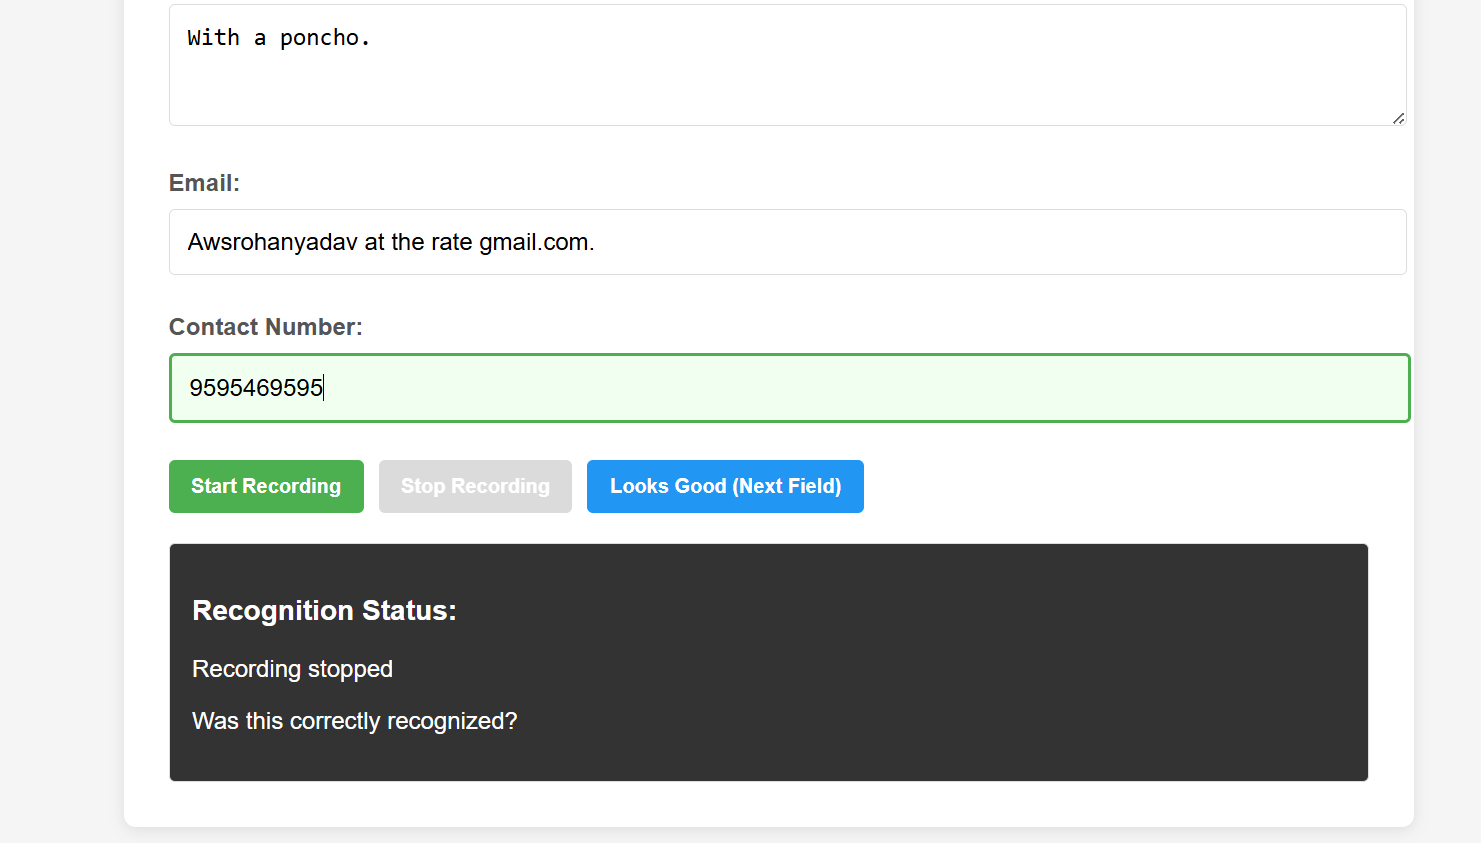 With a poncho.
Email:
Awsrohanyadav at the rate gmail.com.
Contact Number:
9595469595
Start Recording
Stop Recording
Looks Good (Next Field)
Recognition Status:
Recording stopped
Was this correctly recognized?